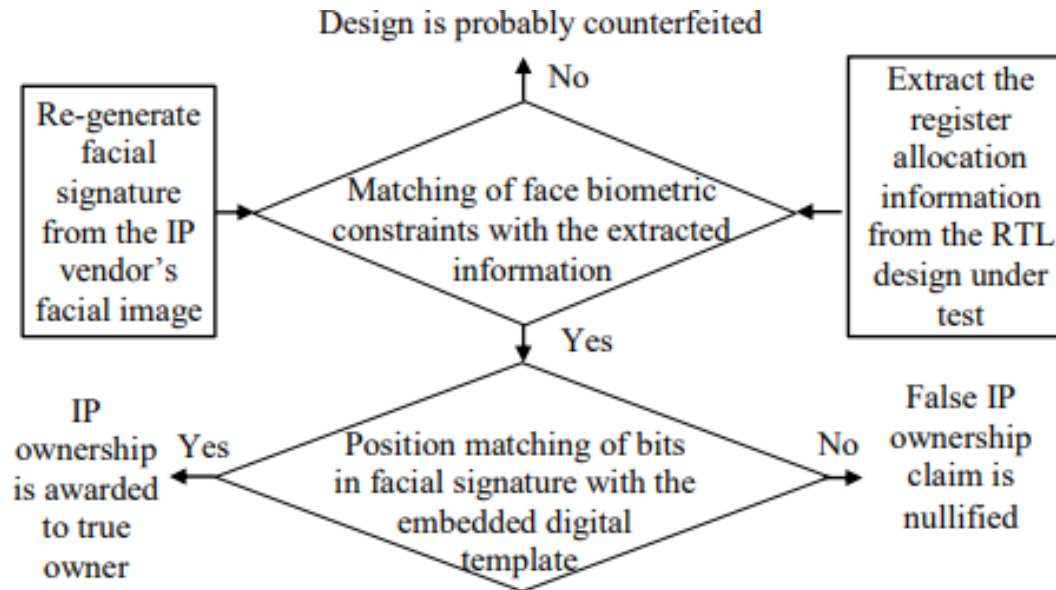 Design is probably counterfeited
No
Re-generate
facial
signature
from the IP
vendor's
facial image
Matching of face biometric
constraints with the extracted
information
Extract the
register
allocation
information
from the RTL
design under
test
Yes
IP
ownership
is awarded
to true
owner
Yes
Position matching of bits
in facial signature with the
embedded digital
template
No
False IP
ownership
claim is
nullified